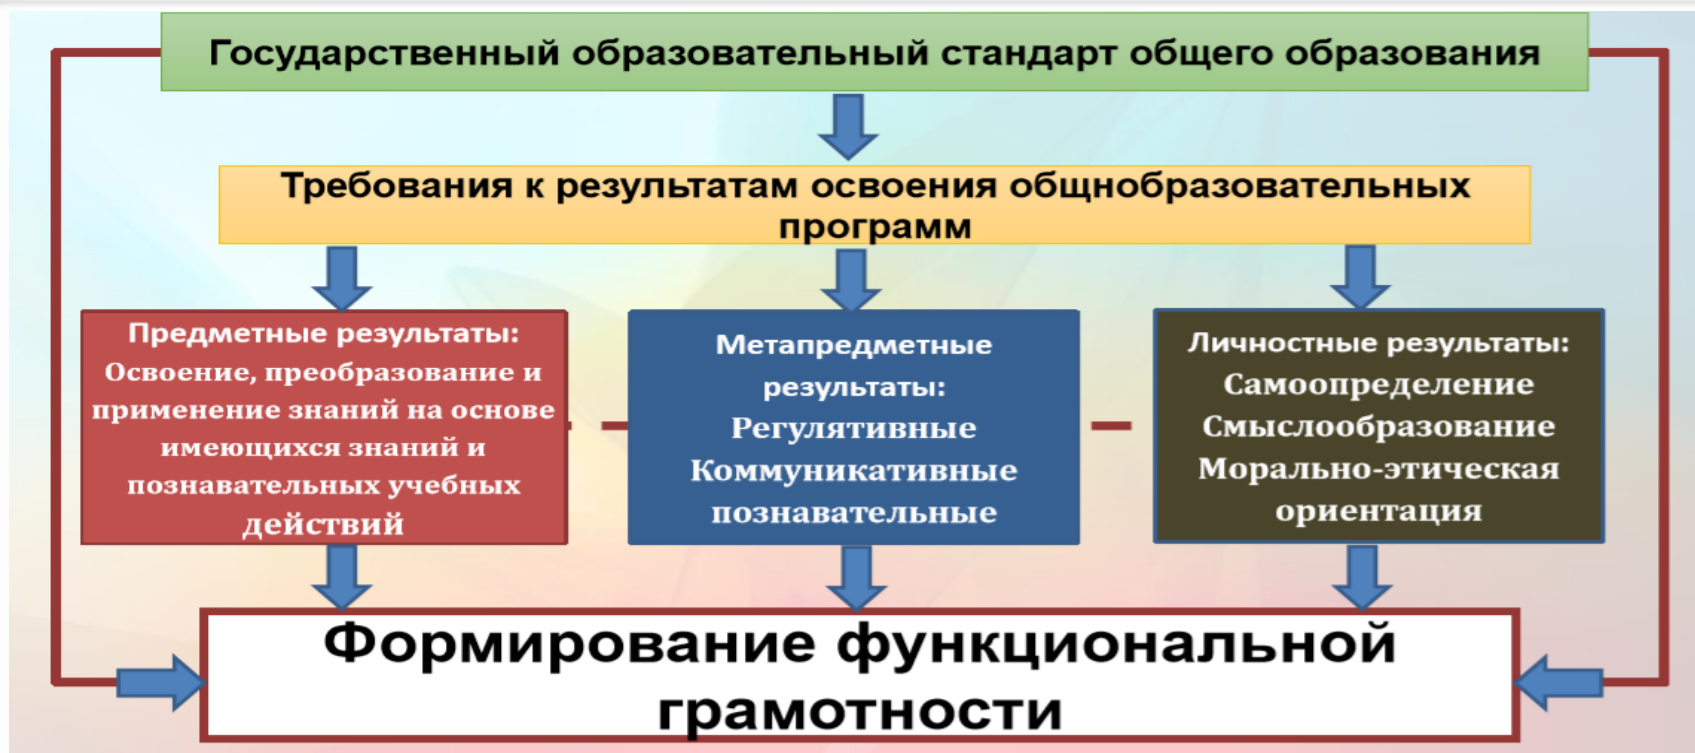 Государственный образовательный стандарт общего образования
Требования к результатам освоения общнобразовательных
программ
Предметные результаты:
Освоение, преобразование и
применение знаний на основе
имеющихся знаний и
познавательных учебных
действий
Метапредметные
результаты:
Регулятивные
Коммуникативные
познавательные
Личностные результаты:
Самоопределение
Смыслообразование
Морально-этическая
ориентация
Формирование функциональной
грамотности